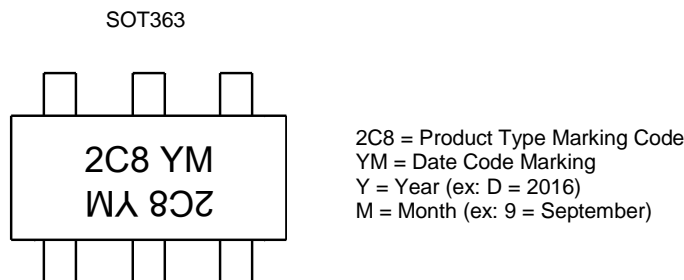 SOT363
2C8 YM
2C8 YM
2C8 = Product Type Marking Code
YM = Date Code Marking
Y = Year (ex: D = 2016)
M = Month (ex: 9 = September)